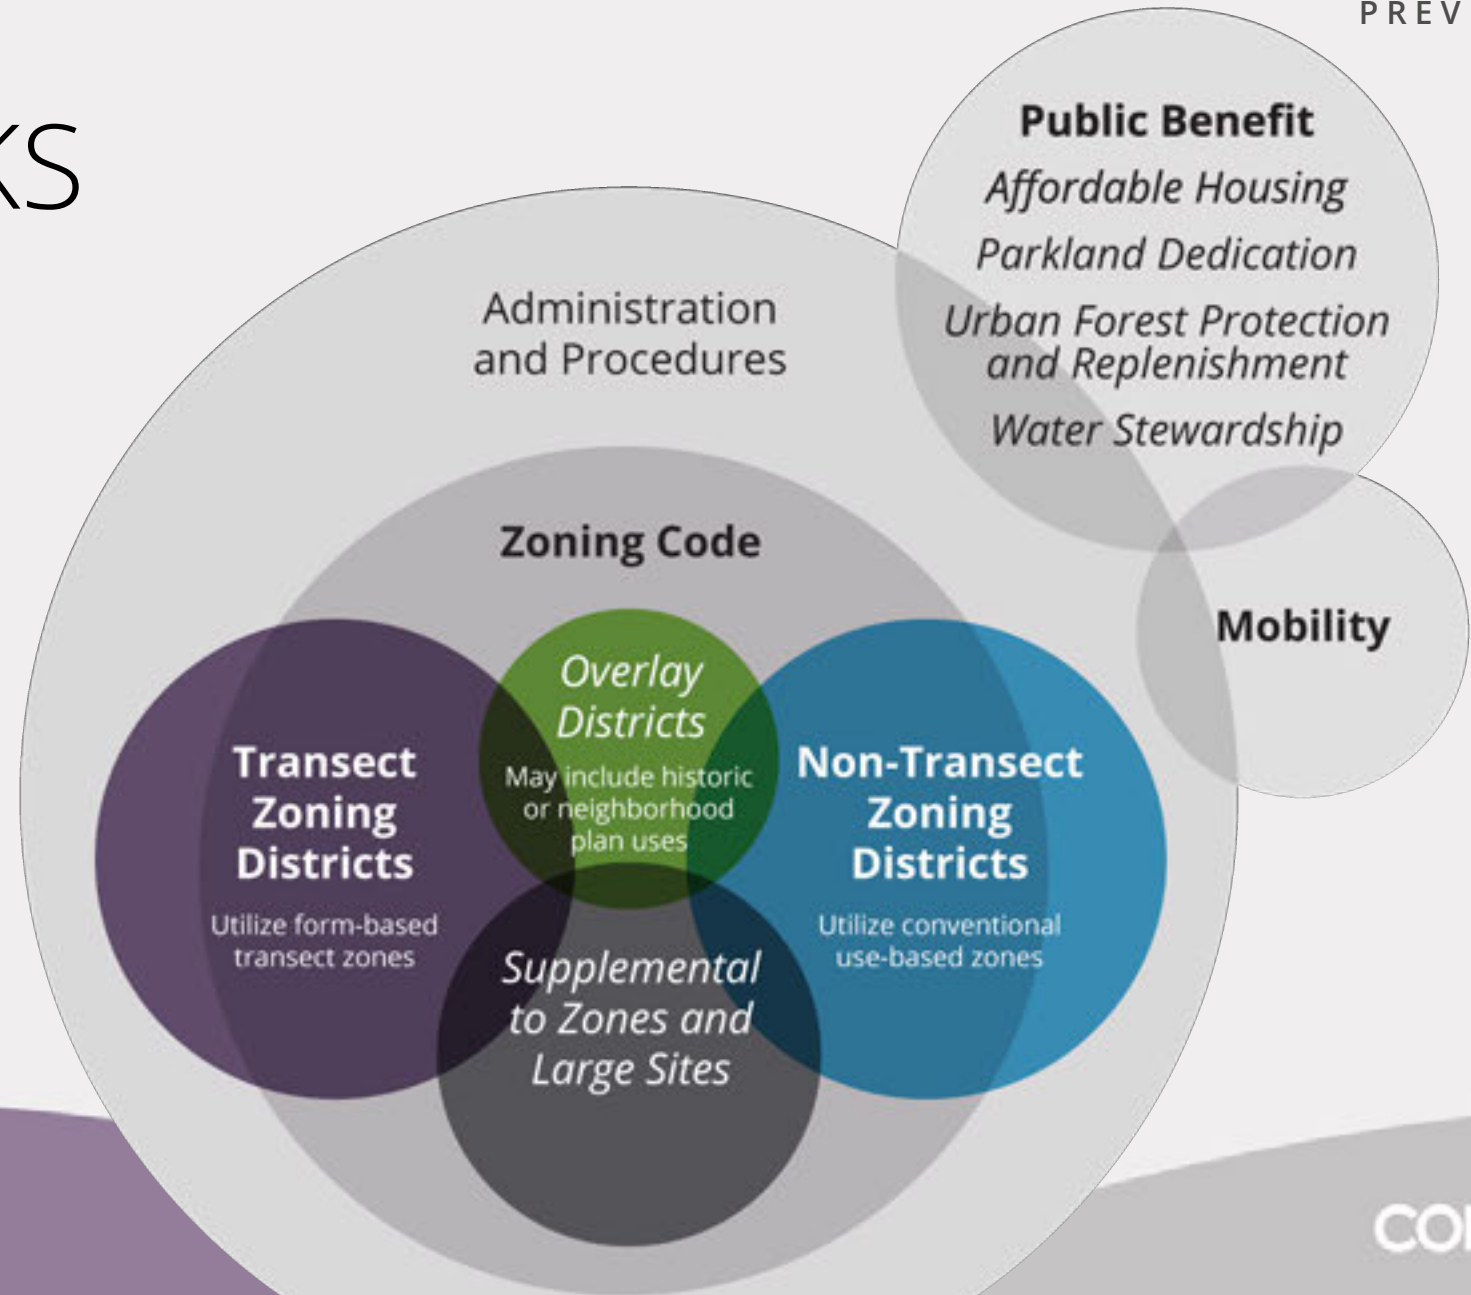 PREV
KS
Public Benefit
Affordable Housing
Parkland Dedication
Urban Forest Protection
and Replenishment
Water Stewardship
Administration
and Procedures
Zoning Code
Mobility
Overlay
Districts
May include historic
or neighborhood
plan uses
Transect
Zoning
Districts
Utilize form-based
transect zones
Non-Transect
Zoning
Districts
Utilize conventional
use-based zones
Supplemental
to Zones and
Large Sites
CO